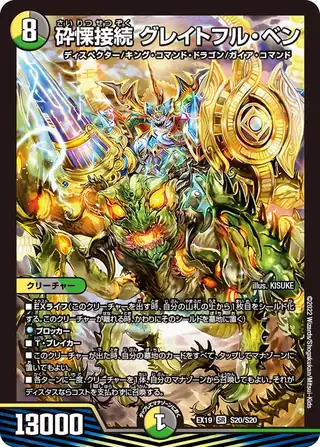 8
さいりつせつぞく
砕慄接続 グレイトフル・ベン
ディスペクター/キング・コマンド・ドラゴン/ガイア・コマンド
illus. KISUKE
クリーチャー
■EXライフ(このクリーチャーを出す時、自分の山札の上から1枚目をシールド化
する。このクリーチャーが離れる時、かわりにそのシールドを墓地に置く)
■ブロッカー
■T・ブレイカー
■このクリーチャーが出た時、自分の墓地のカードをすべて、タップしてマナゾーンに置いてもよい。
■各ターンに一度、クリーチャー1体を、自分のマナゾーンから召喚してもよい。それが
ディスタスならコストを支払わずに召喚してもよい。
13000
1
EX19 SR S20/S20
©2022 Wizards/Shogakukan/Mitsui-Kids